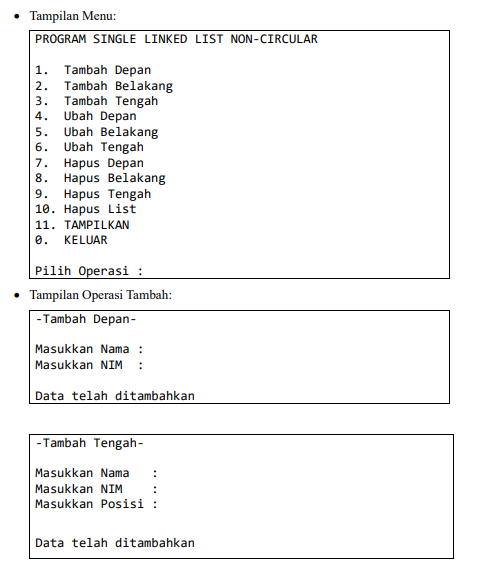 • Tampilan Menu:
PROGRAM SINGLE LINKED LIST NON-CIRCULAR
1. Tambah Depan
2. Tambah Belakang
3. Tambah Tengah
4. Ubah Depan
5. Ubah Belakang
6. Ubah Tengah
7. Hapus Depan
8. Hapus Belakang
9. Hapus Tengah
10. Hapus List
11. TAMPILKAN
0. KELUAR
Pilih Operasi :
• Tampilan Operasi Tambah:
-Tambah Depan-
Masukkan Nama :
Masukkan NIM :
Data telah ditambahkan
-Tambah Tengah-
Masukkan Nama :
Masukkan NIM :
Masukkan Posisi :
Data telah ditambahkan